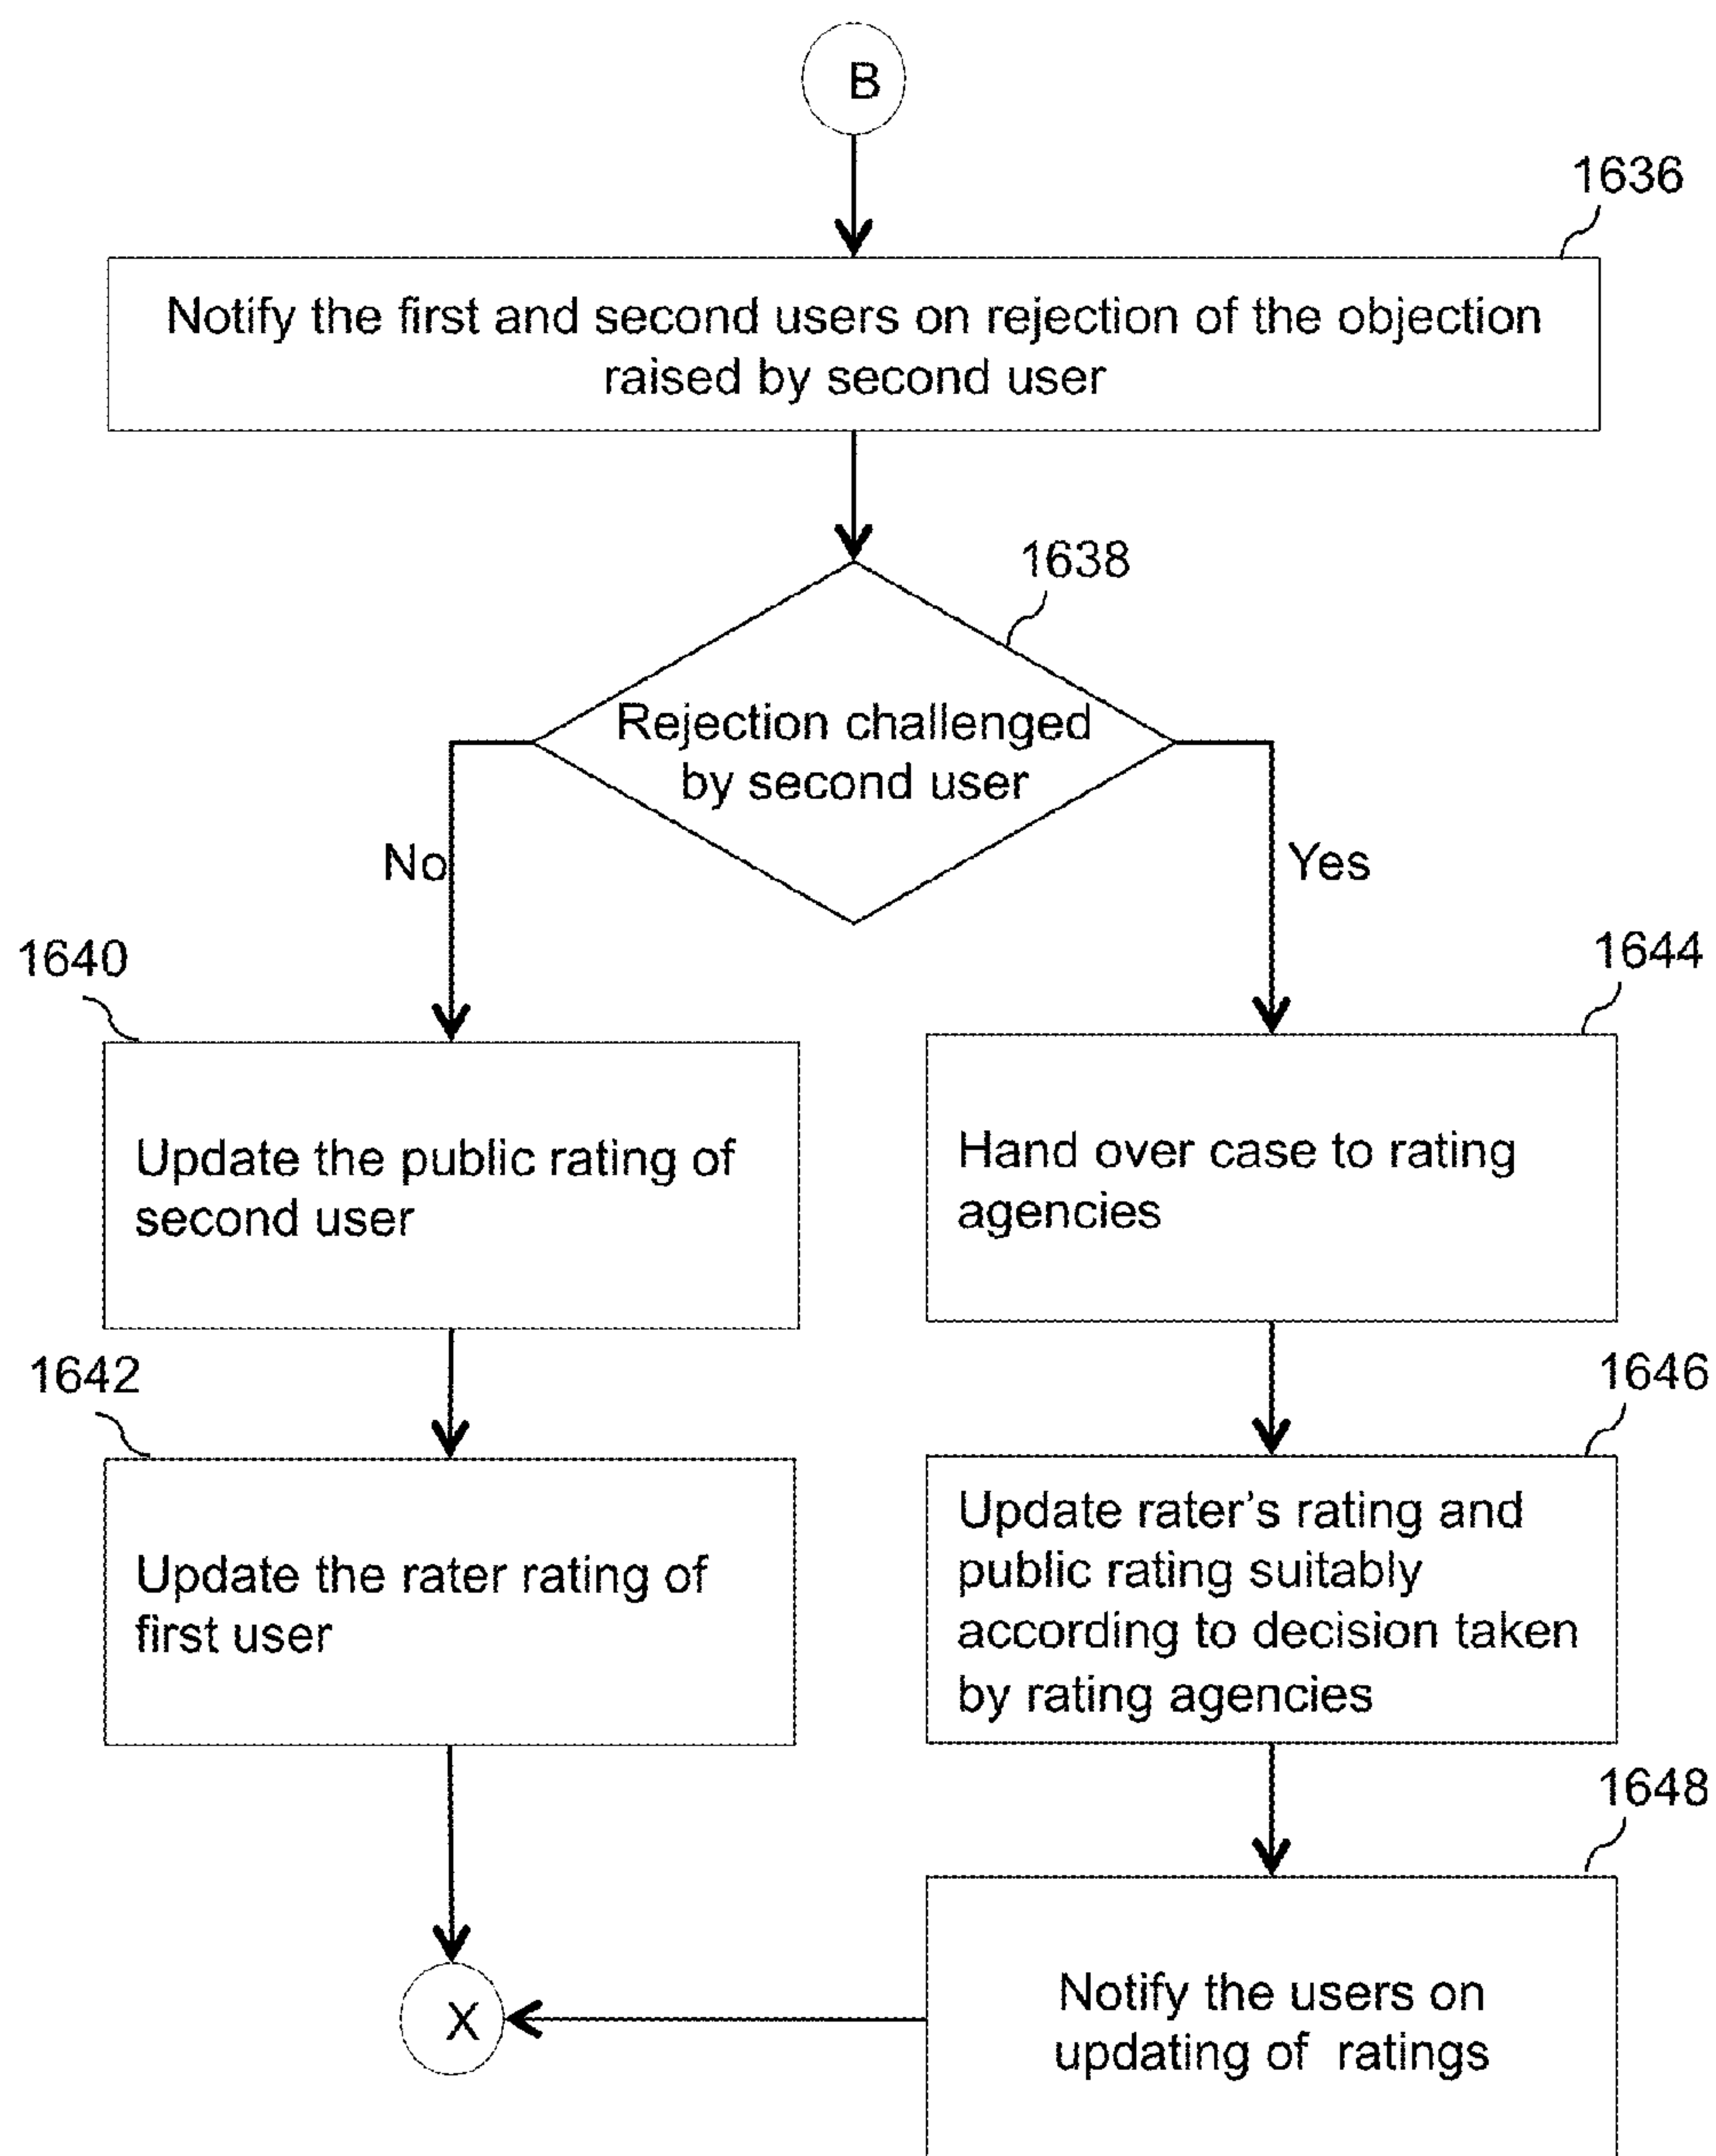 B
1636
Notify the first and second users on rejection of the objection
raised by second user
1638
Rejection challenged
by second user
No
Yes
1640
1644
Update the public rating of
second user
Hand over case to rating
agencies
1642
1646
Update the rater rating of
first user
Update rater’s rating and
public rating suitably
according to decision taken
by rating agencies
1648
X
Notify the users on
updating of ratings